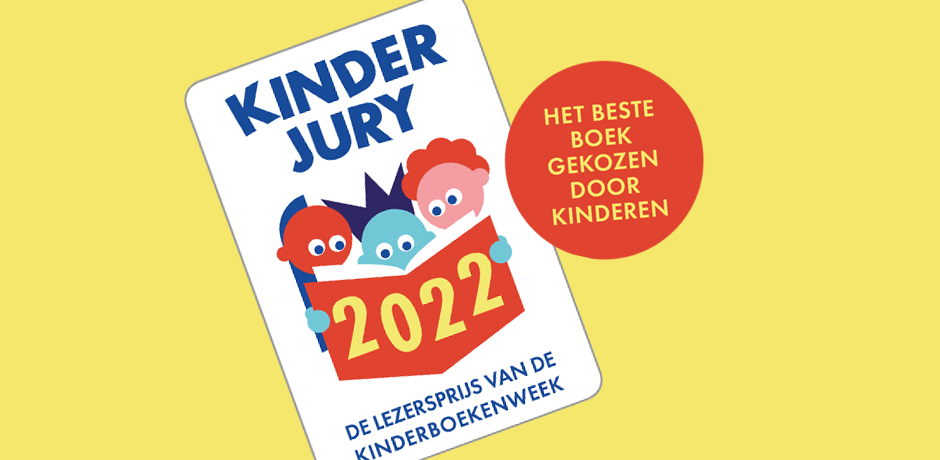 KINDER
JURY
2022
DE LEZERSPRIJS VAN DE
KINDERBOEKENWEEK
HET BESTE
BOEK
GEKOZEN
DOOR
KINDEREN